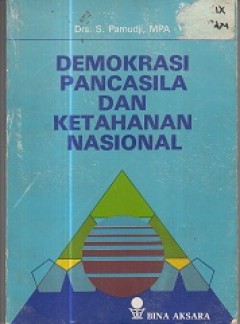 Drs. S. Pamudji, MPA
DEMOKRASI
PANCASILA
DAN
KETAHANAN
NASIONAL
BINA AKSARA